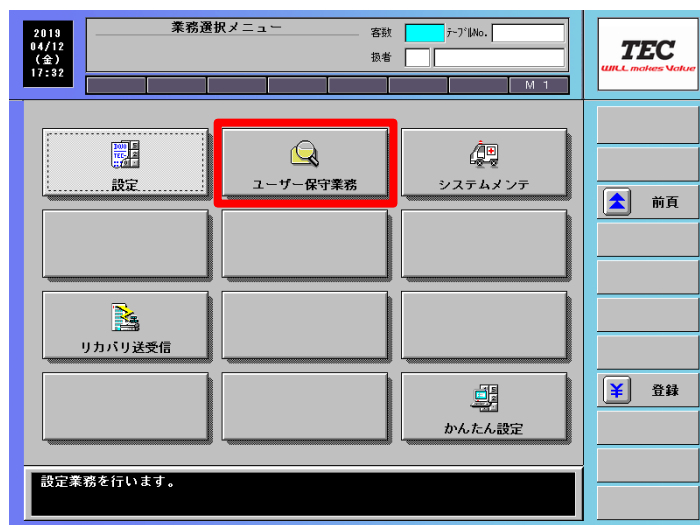 2019
04/12
(金)
17:32
業務選択メニュー
客数
ﾃｰﾌﾞﾙNo.
扱者
M 1
TEC
WILL makes Value
設定
ユーザー保守業務
システムメンテ
前頁
リカバリ送受信
かんたん設定
登録
設定業務を行います。